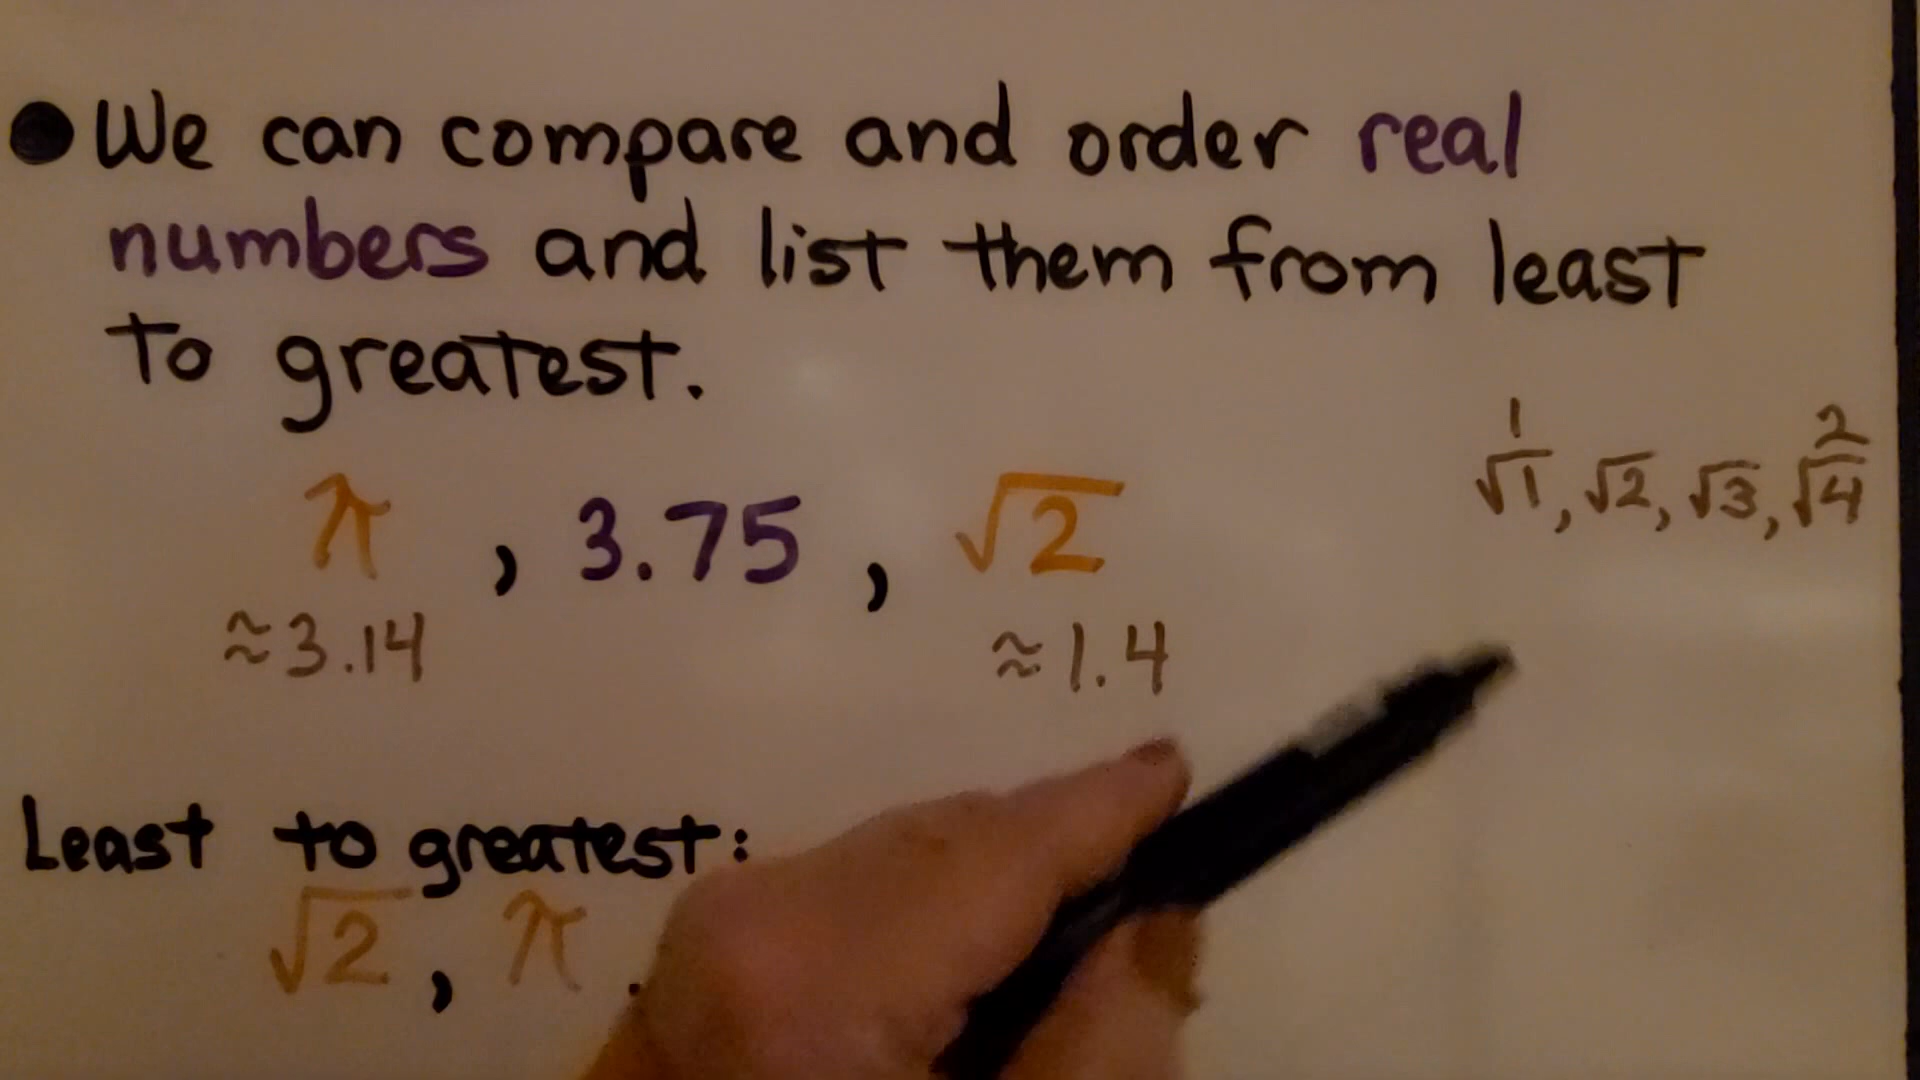 ● We can compare and order real
numbers and list them from least
to greatest.
1 2
√1, √2, √3, √4
π, 3.75, √2
≈3.14 ≈1.4
Least to greatest:
√2, π